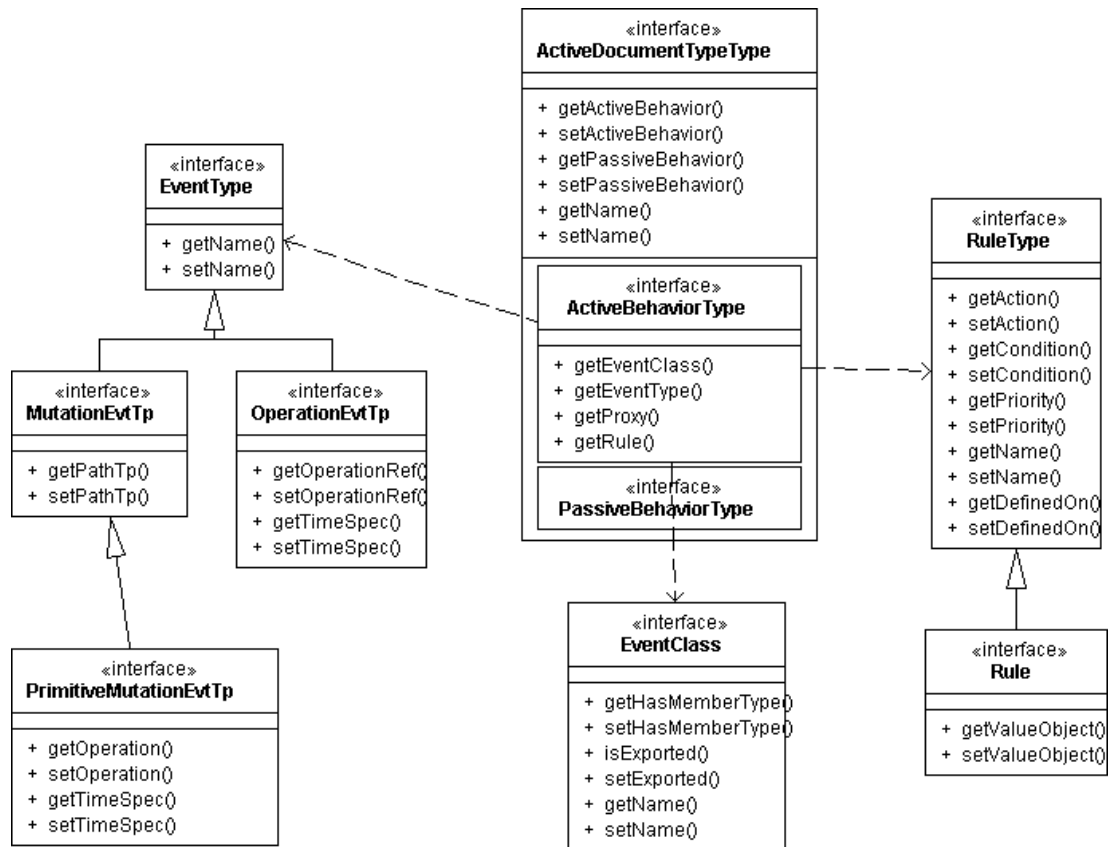 «interface»
ActiveDocumentTypeType
+ getActiveBehavior()
+ setActiveBehavior()
+ getPassiveBehavior()
+ setPassiveBehavior()
+ getName()
+ setName()
«interface»
EventType
+ getName()
+ setName()
«interface»
ActiveBehaviorType
+ getEventClass()
+ getEventType()
+ getProxy()
+ getRule()
«interface»
PassiveBehaviorType
«interface»
RuleType
+ getAction()
+ setAction()
+ getCondition()
+ setCondition()
+ getPriority()
+ setPriority()
+ getName()
+ setName()
+ getDefinedOn()
+ setDefinedOn()
«interface»
MutationEvtTp
+ getPathTp()
+ setPathTp()
«interface»
OperationEvtTp
+ getOperationRef()
+ setOperationRef()
+ getTimeSpec()
+ setTimeSpec()
«interface»
PrimitiveMutationEvtTp
+ getOperation()
+ setOperation()
+ getTimeSpec()
+ setTimeSpec()
«interface»
EventClass
+ getHasMemberType()
+ setHasMemberType()
+ isExported()
+ setExported()
+ getName()
+ setName()
«interface»
Rule
+ getValueObject()
+ setValueObject()